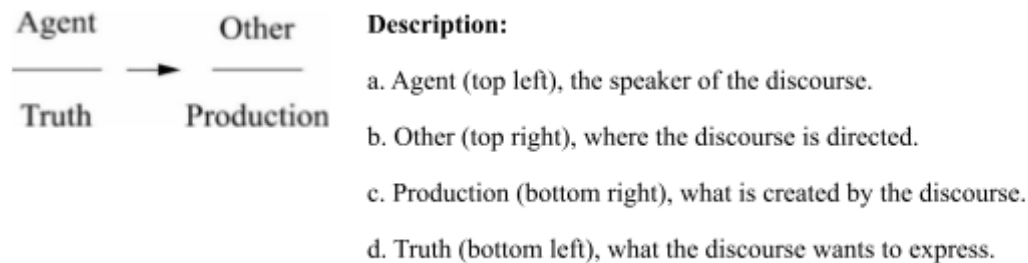 Agent Other
Truth Production
Description:
a. Agent (top left), the speaker of the discourse.
b. Other (top right), where the discourse is directed.
c. Production (bottom right), what is created by the discourse.
d. Truth (bottom left), what the discourse wants to express.